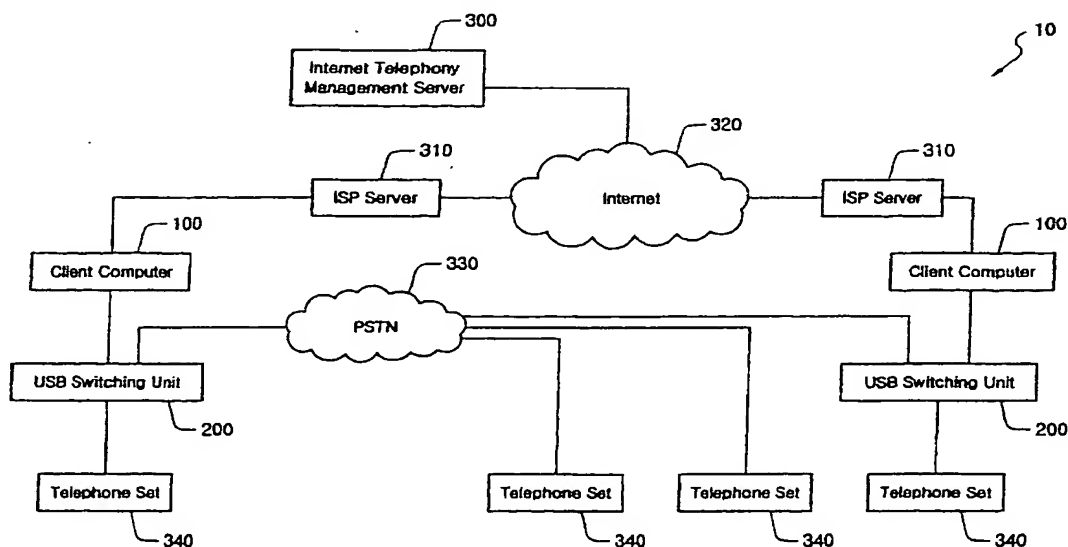 300
10
Internet Telephony
Management Server
320
310
310
ISP Server
Internet
ISP Server
100
100
Client Computer
330
Client Computer
PSTN
USB Switching Unit
USB Switching Unit
200
200
Telephone Set
Telephone Set
Telephone Set
Telephone Set
340
340
340
340